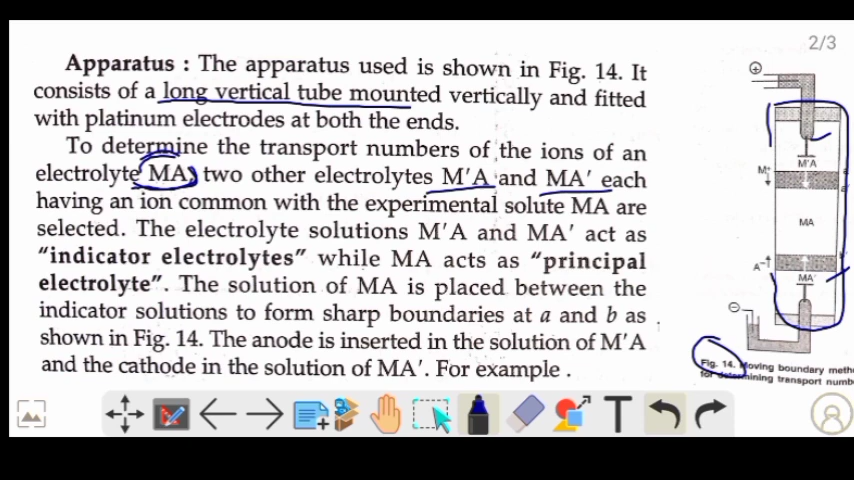 2/3
Apparatus : The apparatus used is shown in Fig. 14. It
consists of a long vertical tube mounted vertically and fitted
with platinum electrodes at both the ends.
To determine the transport numbers of the ions of an
electrolyte MA, two other electrolytes M′A and MA′ each
having an ion common with the experimental solute MA are
selected. The electrolyte solutions M′A and MA′ act as
“indicator electrolytes” while MA acts as “principal
electrolyte”. The solution of MA is placed between the
indicator solutions to form sharp boundaries at a and b as
shown in Fig. 14. The anode is inserted in the solution of M′A
and the cathode in the solution of MA′. For example .
M′A
M+
MA
A−
MA′
Fig. 14. Moving boundary
for determining transport
T